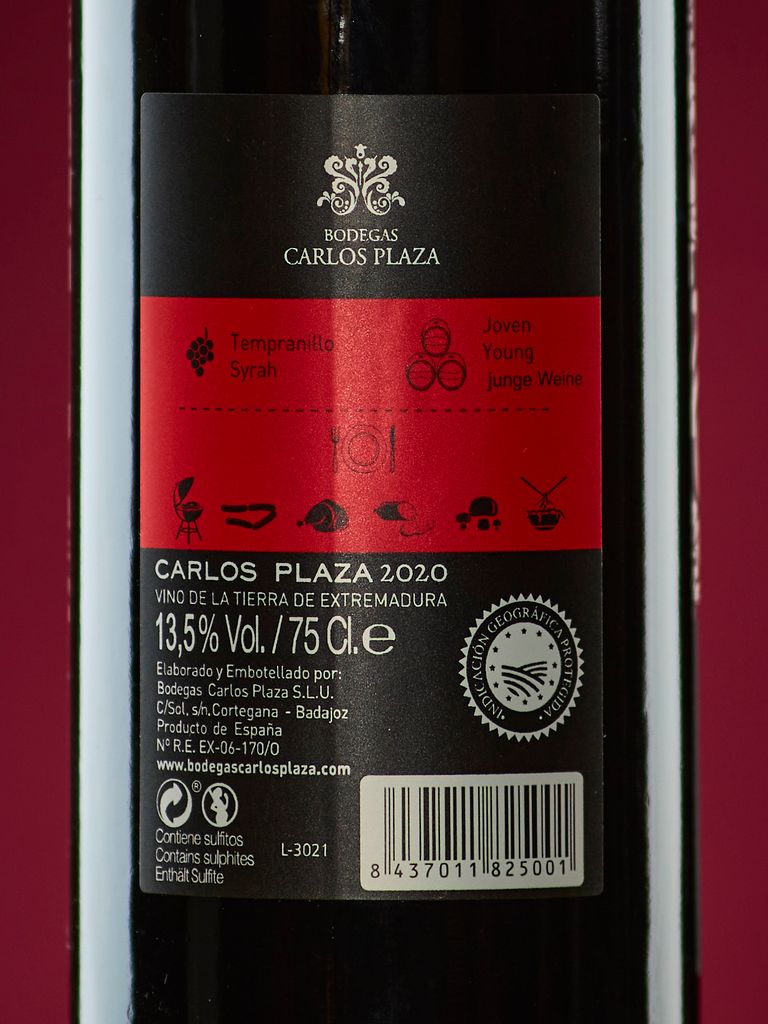 BODEGAS
CARLOS PLAZA
Tempranillo
Syrah
Joven
Young
junge Weine
CARLOS PLAZA 2020
VINO DE LA TIERRA DE EXTREMADURA
13,5% Vol. / 75 Cl. e
INDICACIÓN GEOGRÁFICA PROTEGIDA
Elaborado y Embotellado por:
Bodegas Carlos Plaza S.L.U.
C/Sol, s/n. Cortegana - Badajoz
Producto de España
Nº R.E. EX-06-170/O
www.bodegascarlosplaza.com
®
Contiene sulfitos
Contains sulphites
Enthält Sulfite
L-3021
8 437011 825001